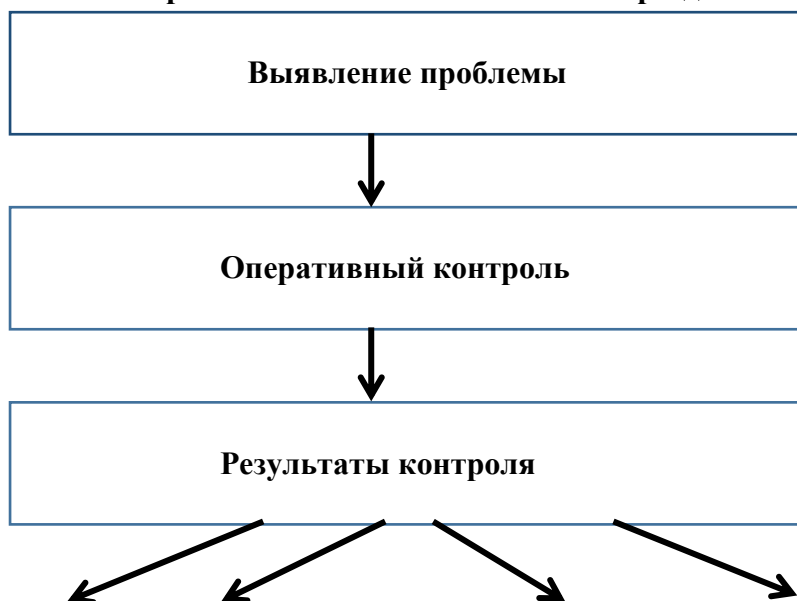 Выявление проблемы
Оперативный контроль
Результаты контроля